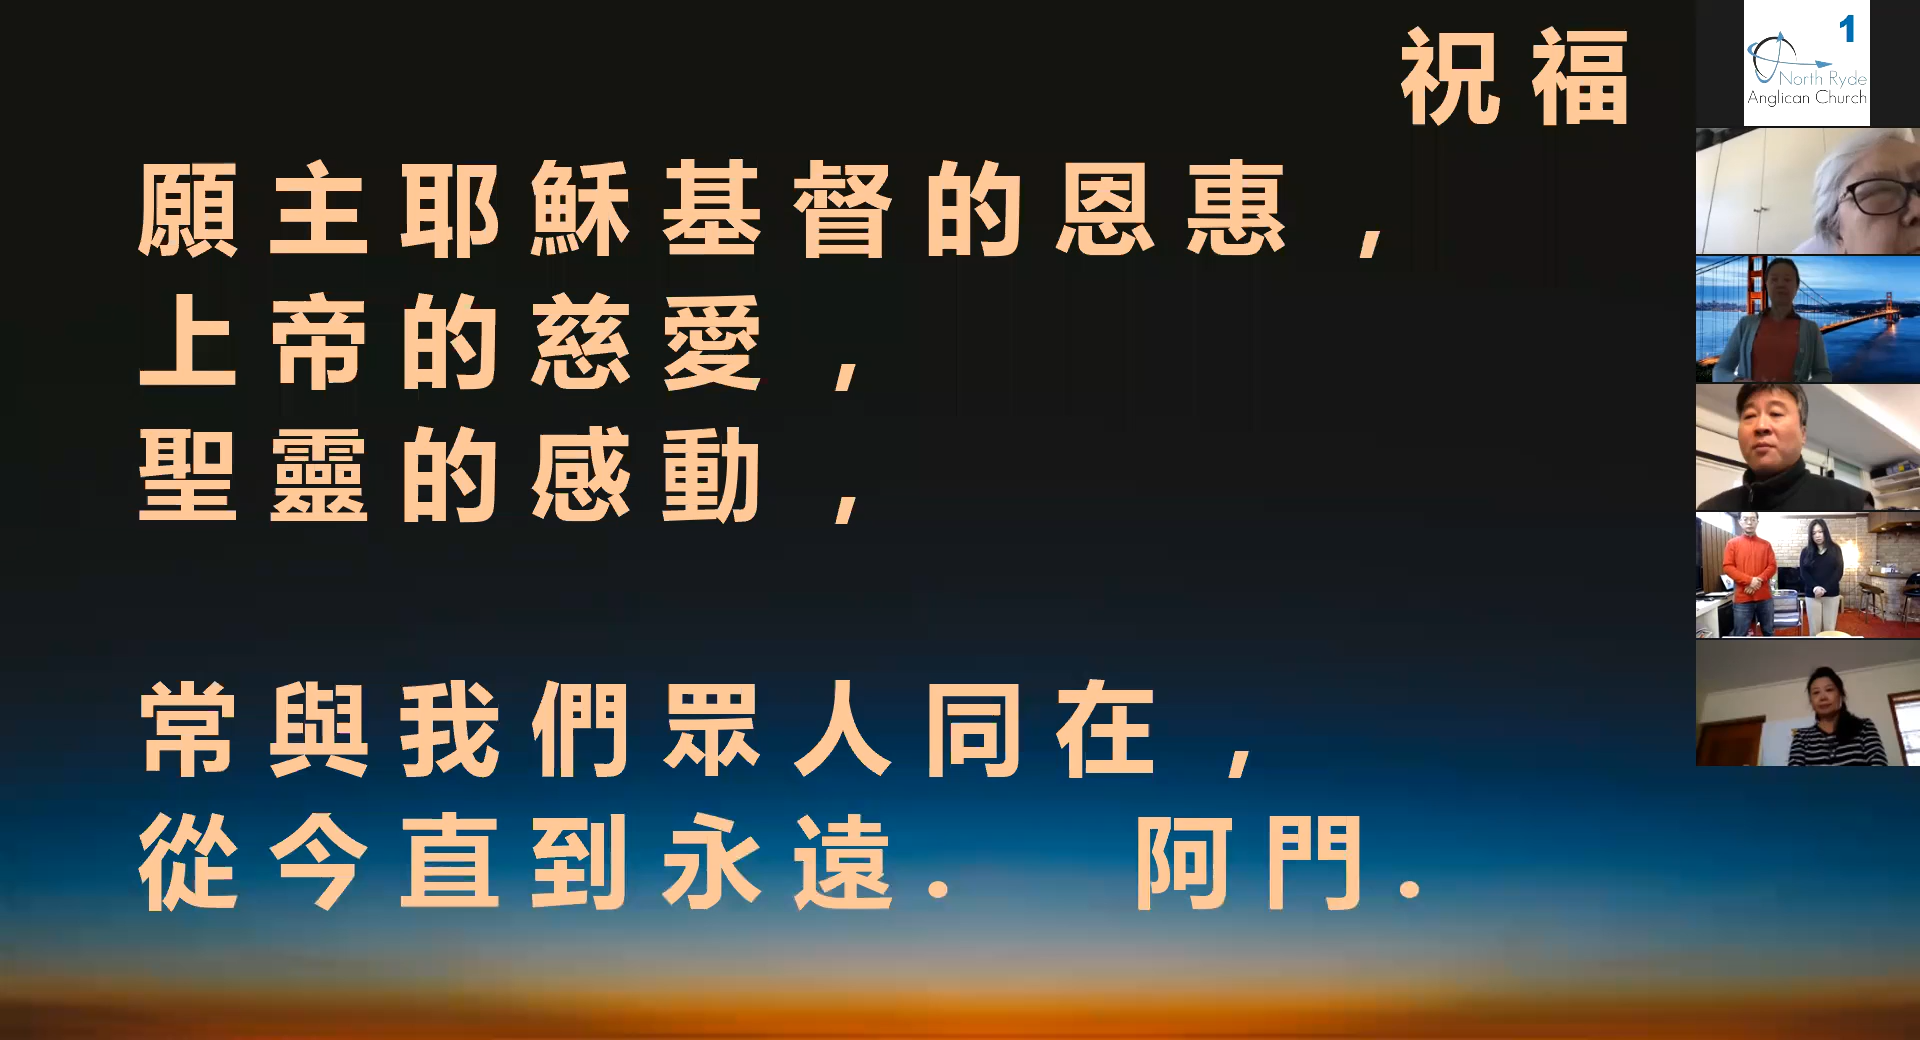 祝福
願主耶穌基督的恩惠，
上帝的慈愛，
聖靈的感動，
常與我們眾人同在，
從今直到永遠. 阿門.
1
North Ryde
Anglican Church